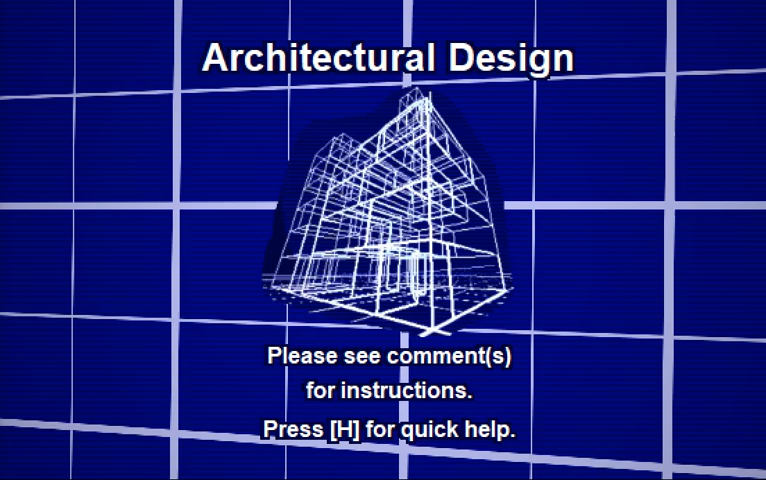 Architectural Design
Please see comment(s)
for instructions.
Press [H] for quick help.